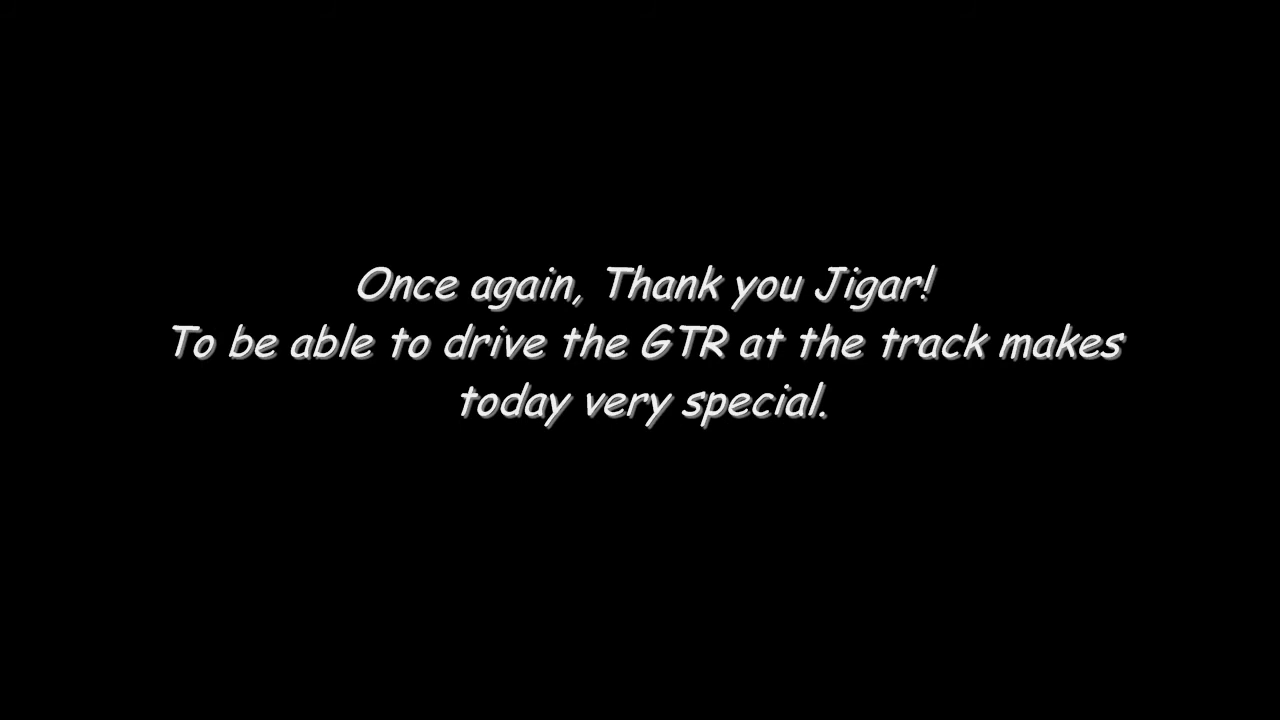 Once again, Thank you Jigar!
To be able to drive the GTR at the track makes
today very special.